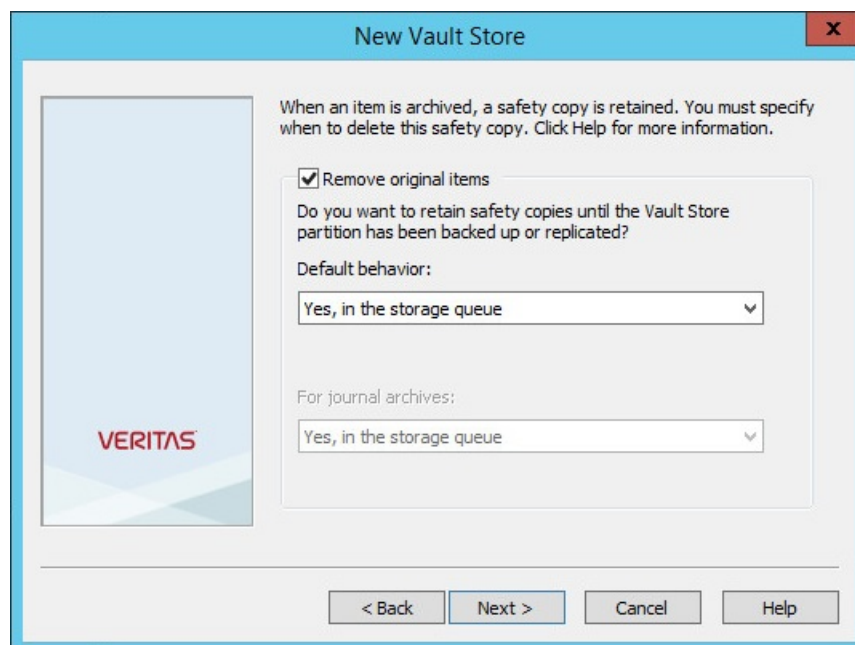 New Vault Store
x
When an item is archived, a safety copy is retained. You must specify
when to delete this safety copy. Click Help for more information.
Remove original items
Do you want to retain safety copies until the Vault Store
partition has been backed up or replicated?
Default behavior:
Yes, in the storage queue
For journal archives:
Yes, in the storage queue
VERITAS
< Back
Next >
Cancel
Help